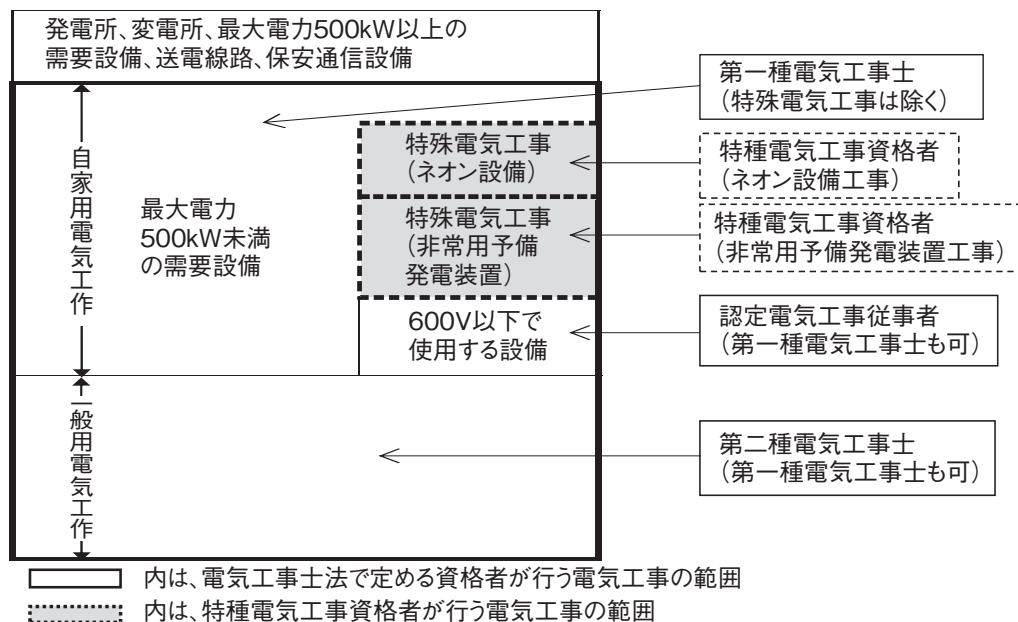 発電所、変電所、最大電力500kW以上の
需要設備、送電線路、保安通信設備
自家用電気工作
最大電力
500kW未満
の需要設備
特殊電気工事
(ネオン設備)
特殊電気工事
(非常用予備
発電装置)
600V以下で
使用する設備
一般用電気工作
第一種電気工事士
(特殊電気工事は除く)
特種電気工事資格者
(ネオン設備工事)
特種電気工事資格者
(非常用予備発電装置工事)
認定電気工事従事者
(第一種電気工事士も可)
第二種電気工事士
(第一種電気工事士も可)
内は、電気工事士法で定める資格者が行う電気工事の範囲
内は、特種電気工事資格者が行う電気工事の範囲